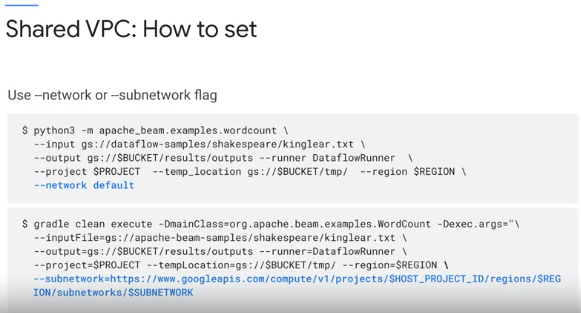 Shared VPC: How to set
Use --network or --subnetwork flag
$ python3 -m apache_beam.examples.wordcount \
--input gs://dataflow-samples/shakespeare/kinglear.txt \
--output gs://$BUCKET/results/outputs --runner DataflowRunner \
--project $PROJECT --temp_location gs://$BUCKET/tmp/ --region $REGION \
--network default
$ gradle clean execute -DmainClass=org.apache.beam.examples.WordCount -Dexec.args="\
--inputFile=gs://apache-beam-samples/shakespeare/kinglear.txt \
--output=gs://$BUCKET/results/outputs --runner=DataflowRunner \
--project=$PROJECT --tempLocation=gs://$BUCKET/tmp/ --region=$REGION \
--subnetwork=https://www.googleapis.com/compute/v1/projects/$HOST_PROJECT_ID/regions/$REG
ION/subnetworks/$SUBNETWORK